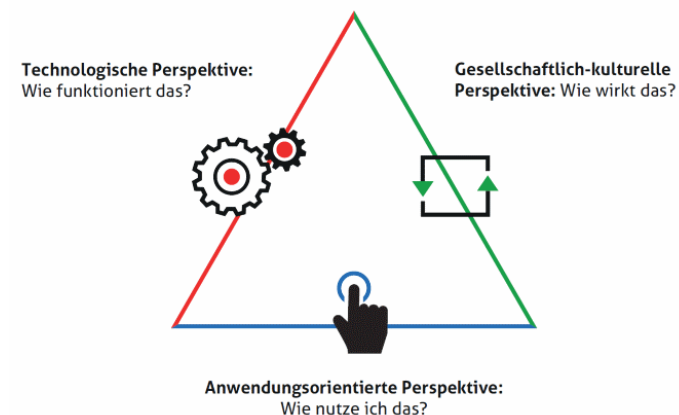 Technologische Perspektive:
Wie funktioniert das?
Gesellschaftlich-kulturelle
Perspektive: Wie wirkt das?
Anwendungsorientierte Perspektive:
Wie nutze ich das?